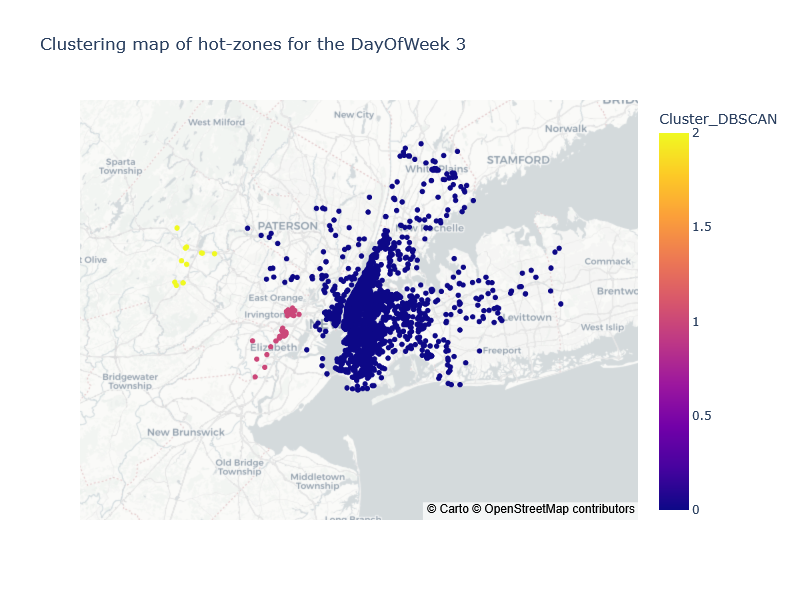 Clustering map of hot-zones for the DayOfWeek 3
Cluster_DBSCAN
2
1.5
1
0.5
0
New City
West Milford
Norwalk
Sparta
Township
STAMFORD
White Plains
PATERSON
New Rochelle
t Olive
Commack
East Orange
Brentwo
Irvington
Levittown
West Islip
Elizabeth
Freeport
Bridgewater
Township
New Brunswick
Old Bridge
Township
Middletown
Township
Long Branch
© Carto © OpenStreetMap contributors